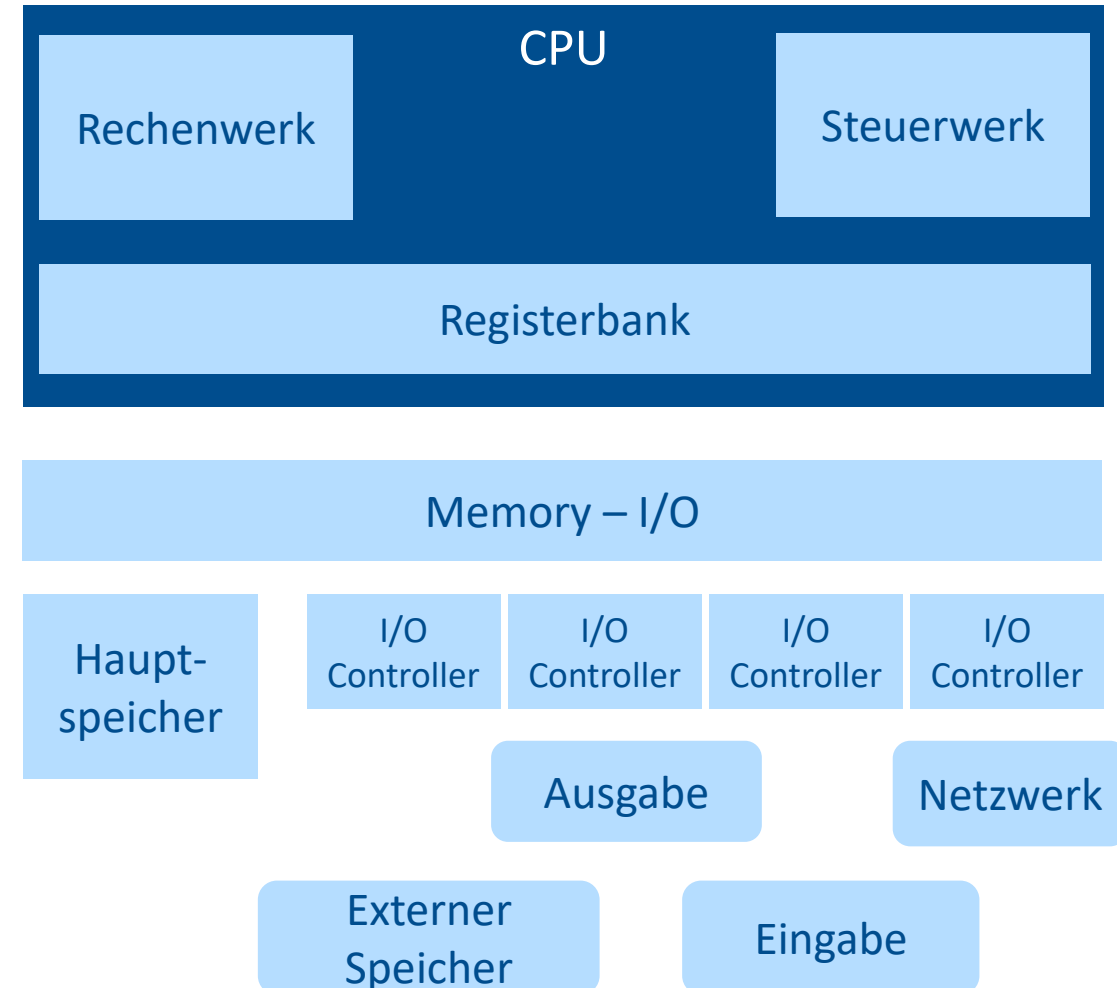 CPU
Rechenwerk
Steuerwerk
Registerbank
Memory – I/O
Haupt-
speicher
I/O
Controller
I/O
Controller
I/O
Controller
I/O
Controller
Ausgabe
Netzwerk
Externer
Speicher
Eingabe